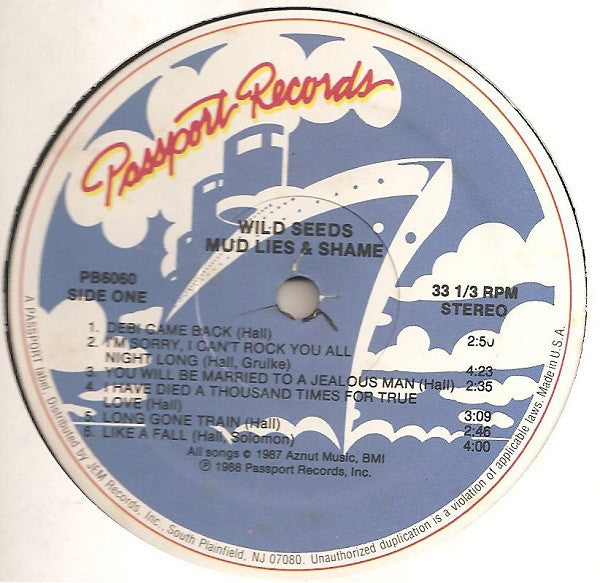 Passport Records
WILD SEEDS
MUD LIES & SHAME
PB6060
SIDE ONE
33 1/3 RPM
STEREO
1. DEBI CAME BACK (Hall) 2:50
2. I'M SORRY, I CAN'T ROCK YOU ALL
NIGHT LONG (Hall, Grulke) 4:23
3. YOU WILL BE MARRIED TO A JEALOUS MAN (Hall) 2:35
4. I HAVE DIED A THOUSAND TIMES FOR TRUE
LOVE (Hall) 3:09
5. LONG GONE TRAIN (Hall) 2:46
6. LIKE A FALL (Hall, Solomon) 4:00
All songs © 1987 Aznut Music, BMI
℗ 1988 Passport Records, Inc.
A PASSPORT label. Distributed by JEM Records, Inc., South Plainfield, NJ 07080. Unauthorized duplication is a violation of applicable laws. Made in U.S.A.